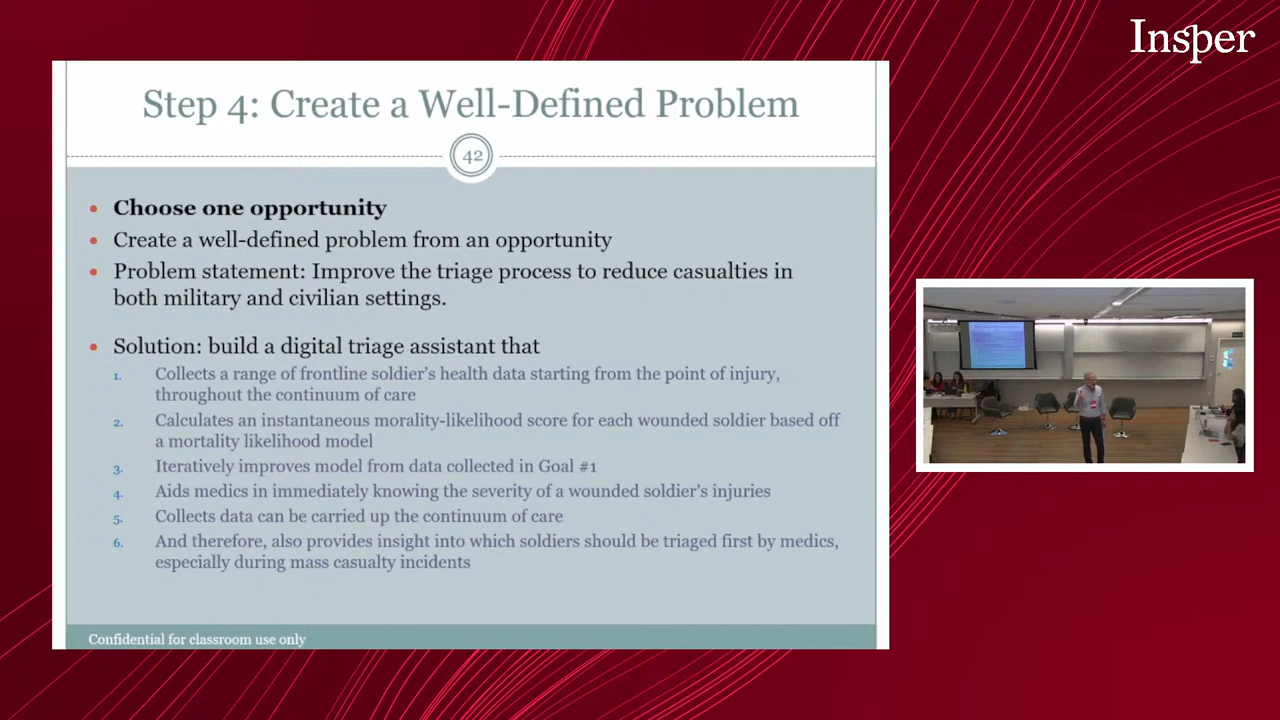 Insper
Step 4: Create a Well-Defined Problem
42
• Choose one opportunity
• Create a well-defined problem from an opportunity
• Problem statement: Improve the triage process to reduce casualties in
both military and civilian settings.
• Solution: build a digital triage assistant that
1. Collects a range of frontline soldier's health data starting from the point of injury,
throughout the continuum of care
2. Calculates an instantaneous morality-likelihood score for each wounded soldier based off
a mortality likelihood model
3. Iteratively improves model from data collected in Goal #1
4. Aids medics in immediately knowing the severity of a wounded soldier's injuries
5. Collects data can be carried up the continuum of care
6. And therefore, also provides insight into which soldiers should be triaged first by medics,
especially during mass casualty incidents
Confidential for classroom use only